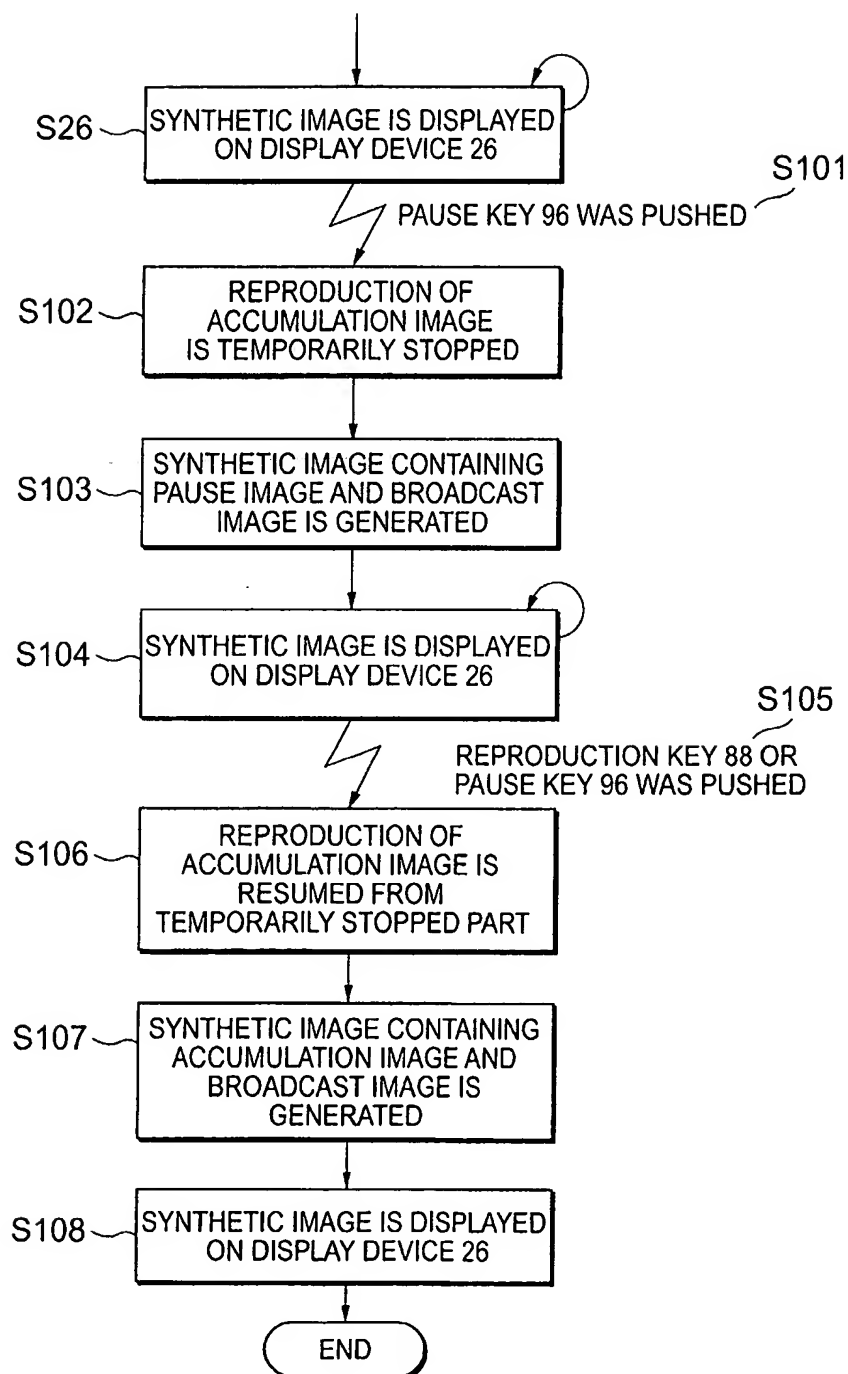 S26
SYNTHETIC IMAGE IS DISPLAYED
ON DISPLAY DEVICE 26
S101
PAUSE KEY 96 WAS PUSHED
S102
REPRODUCTION OF
ACCUMULATION IMAGE
IS TEMPORARILY STOPPED
S103
SYNTHETIC IMAGE CONTAINING
PAUSE IMAGE AND BROADCAST
IMAGE IS GENERATED
S104
SYNTHETIC IMAGE IS DISPLAYED
ON DISPLAY DEVICE 26
S105
REPRODUCTION KEY 88 OR
PAUSE KEY 96 WAS PUSHED
S106
REPRODUCTION OF
ACCUMULATION IMAGE IS
RESUMED FROM
TEMPORARILY STOPPED PART
S107
SYNTHETIC IMAGE CONTAINING
ACCUMULATION IMAGE AND
BROADCAST IMAGE IS
GENERATED
S108
SYNTHETIC IMAGE IS DISPLAYED
ON DISPLAY DEVICE 26
END